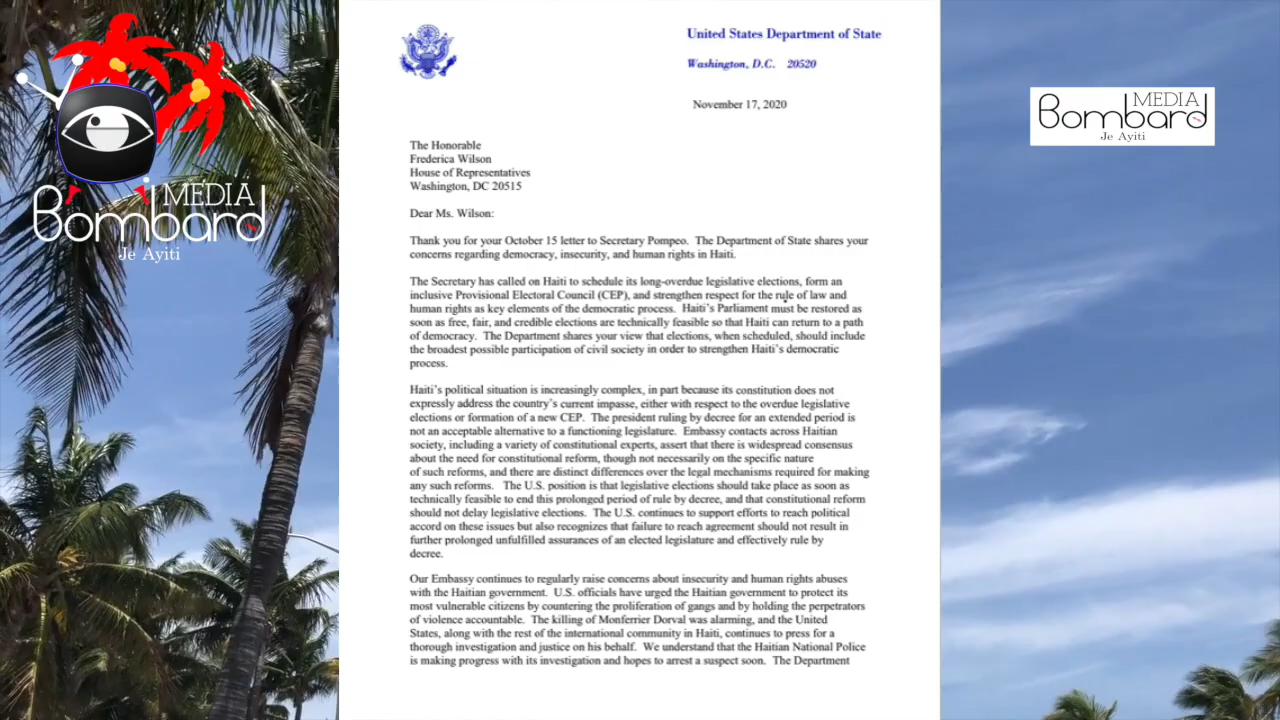 MEDIA
Bombard
Je Ayiti
United States Department of State
Washington, D.C. 20520
November 17, 2020
The Honorable
Frederica Wilson
House of Representatives
Washington, DC 20515
Dear Ms. Wilson:
Thank you for your October 15 letter to Secretary Pompeo. The Department of State shares your
concerns regarding democracy, insecurity, and human rights in Haiti.
The Secretary has called on Haiti to schedule its long-overdue legislative elections, form an
inclusive Provisional Electoral Council (CEP), and strengthen respect for the rule of law and
human rights as key elements of the democratic process. Haiti's Parliament must be restored as
soon as free, fair, and credible elections are technically feasible so that Haiti can return to a path
of democracy. The Department shares your view that elections, when scheduled, should include
the broadest possible participation of civil society in order to strengthen Haiti's democratic
process.
Haiti's political situation is increasingly complex, in part because its constitution does not
expressly address the country's current impasse, either with respect to the overdue legislative
elections or formation of a new CEP. The president ruling by decree for an extended period is
not an acceptable alternative to a functioning legislature. Embassy contacts across Haitian
society, including a variety of constitutional experts, assert that there is widespread consensus
about the need for constitutional reform, though not necessarily on the specific nature
of such reforms, and there are distinct differences over the legal mechanisms required for making
any such reforms. The U.S. position is that legislative elections should take place as soon as
technically feasible to end this prolonged period of rule by decree, and that constitutional reform
should not delay legislative elections. The U.S. continues to support efforts to reach political
accord on these issues but also recognizes that failure to reach agreement should not result in
further prolonged unfulfilled assurances of an elected legislature and effectively rule by
decree.
Our Embassy continues to regularly raise concerns about insecurity and human rights abuses
with the Haitian government. U.S. officials have urged the Haitian government to protect its
most vulnerable citizens by countering the proliferation of gangs and by holding the perpetrators
of violence accountable. The killing of Monferrier Dorval was alarming, and the United
States, along with the rest of the international community in Haiti, continues to press for a
thorough investigation and justice on his behalf. We understand that the Haitian National Police
is making progress with its investigation and hopes to arrest a suspect soon. The Department
MEDIA
Bombard
Je Ayiti